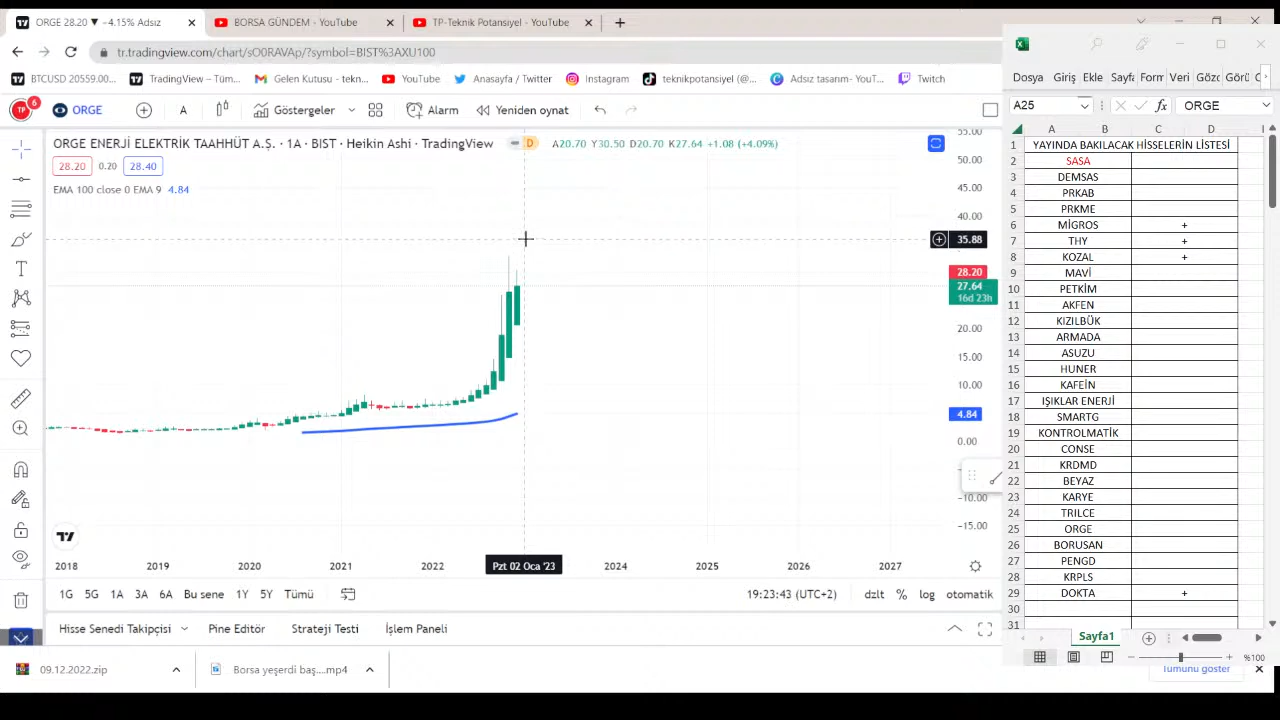 ORGE 28.20 ▼ −4.15% Adsız
BORSA GÜNDEM - YouTube
TP-Teknik Potansiyel - YouTube
tr.tradingview.com/chart/sO0RAVAp/?symbol=BIST%3AXU100
BTCUSD 20559.00...
TradingView – Tüm...
Gelen Kutusu - tekn...
YouTube
Anasayfa / Twitter
Instagram
teknikpotansiyel (@...
Adsız tasarım- YouT...
Twitch
TP
6
ORGE
A
Göstergeler
Alarm
Yeniden oynat
ORGE ENERJİ ELEKTRİK TAAHHÜT A.Ş. · 1A · BIST · Heikin Ashi · TradingView
D
A20.70 Y30.50 D20.70 K27.64 +1.08 (+4.09%)
28.20 0.20 28.40
EMA 100 close 0 EMA 9 4.84
55.00
50.00
45.00
40.00
35.88
28.20
27.64
16d 23h
20.00
15.00
10.00
4.84
0.00
−10.00
−15.00
2018 2019 2020 2021 2022 Pzt 02 Oca '23 2024 2025 2026 2027
1G 5G 1A 3A 6A Bu sene 1Y 5Y Tümü
19:23:43 (UTC+2) dzlt % log otomatik
Hisse Senedi Takipçisi Pine Editör Strateji Testi İşlem Paneli
09.12.2022.zip
Borsa yeşerdi baş....mp4
Tümünü göster
Dosya Giriş Ekle Sayfa Form Veri Gözc Görü
A25 fx ORGE
A B C D
1 YAYINDA BAKILACAK HİSSELERİN LİSTESİ
2 SASA
3 DEMSAS
4 PRKAB
5 PRKME
6 MİGROS +
7 THY +
8 KOZAL +
9 MAVİ
10 PETKİM
11 AKFEN
12 KIZILBÜK
13 ARMADA
14 ASUZU
15 HUNER
16 KAFEİN
17 IŞIKLAR ENERJİ
18 SMARTG
19 KONTROLMATİK
20 CONSE
21 KRDMD
22 BEYAZ
23 KARYE
24 TRILCE
25 ORGE
26 BORUSAN
27 PENGD
28 KRPLS
29 DOKTA +
30
31
Sayfa1
%100